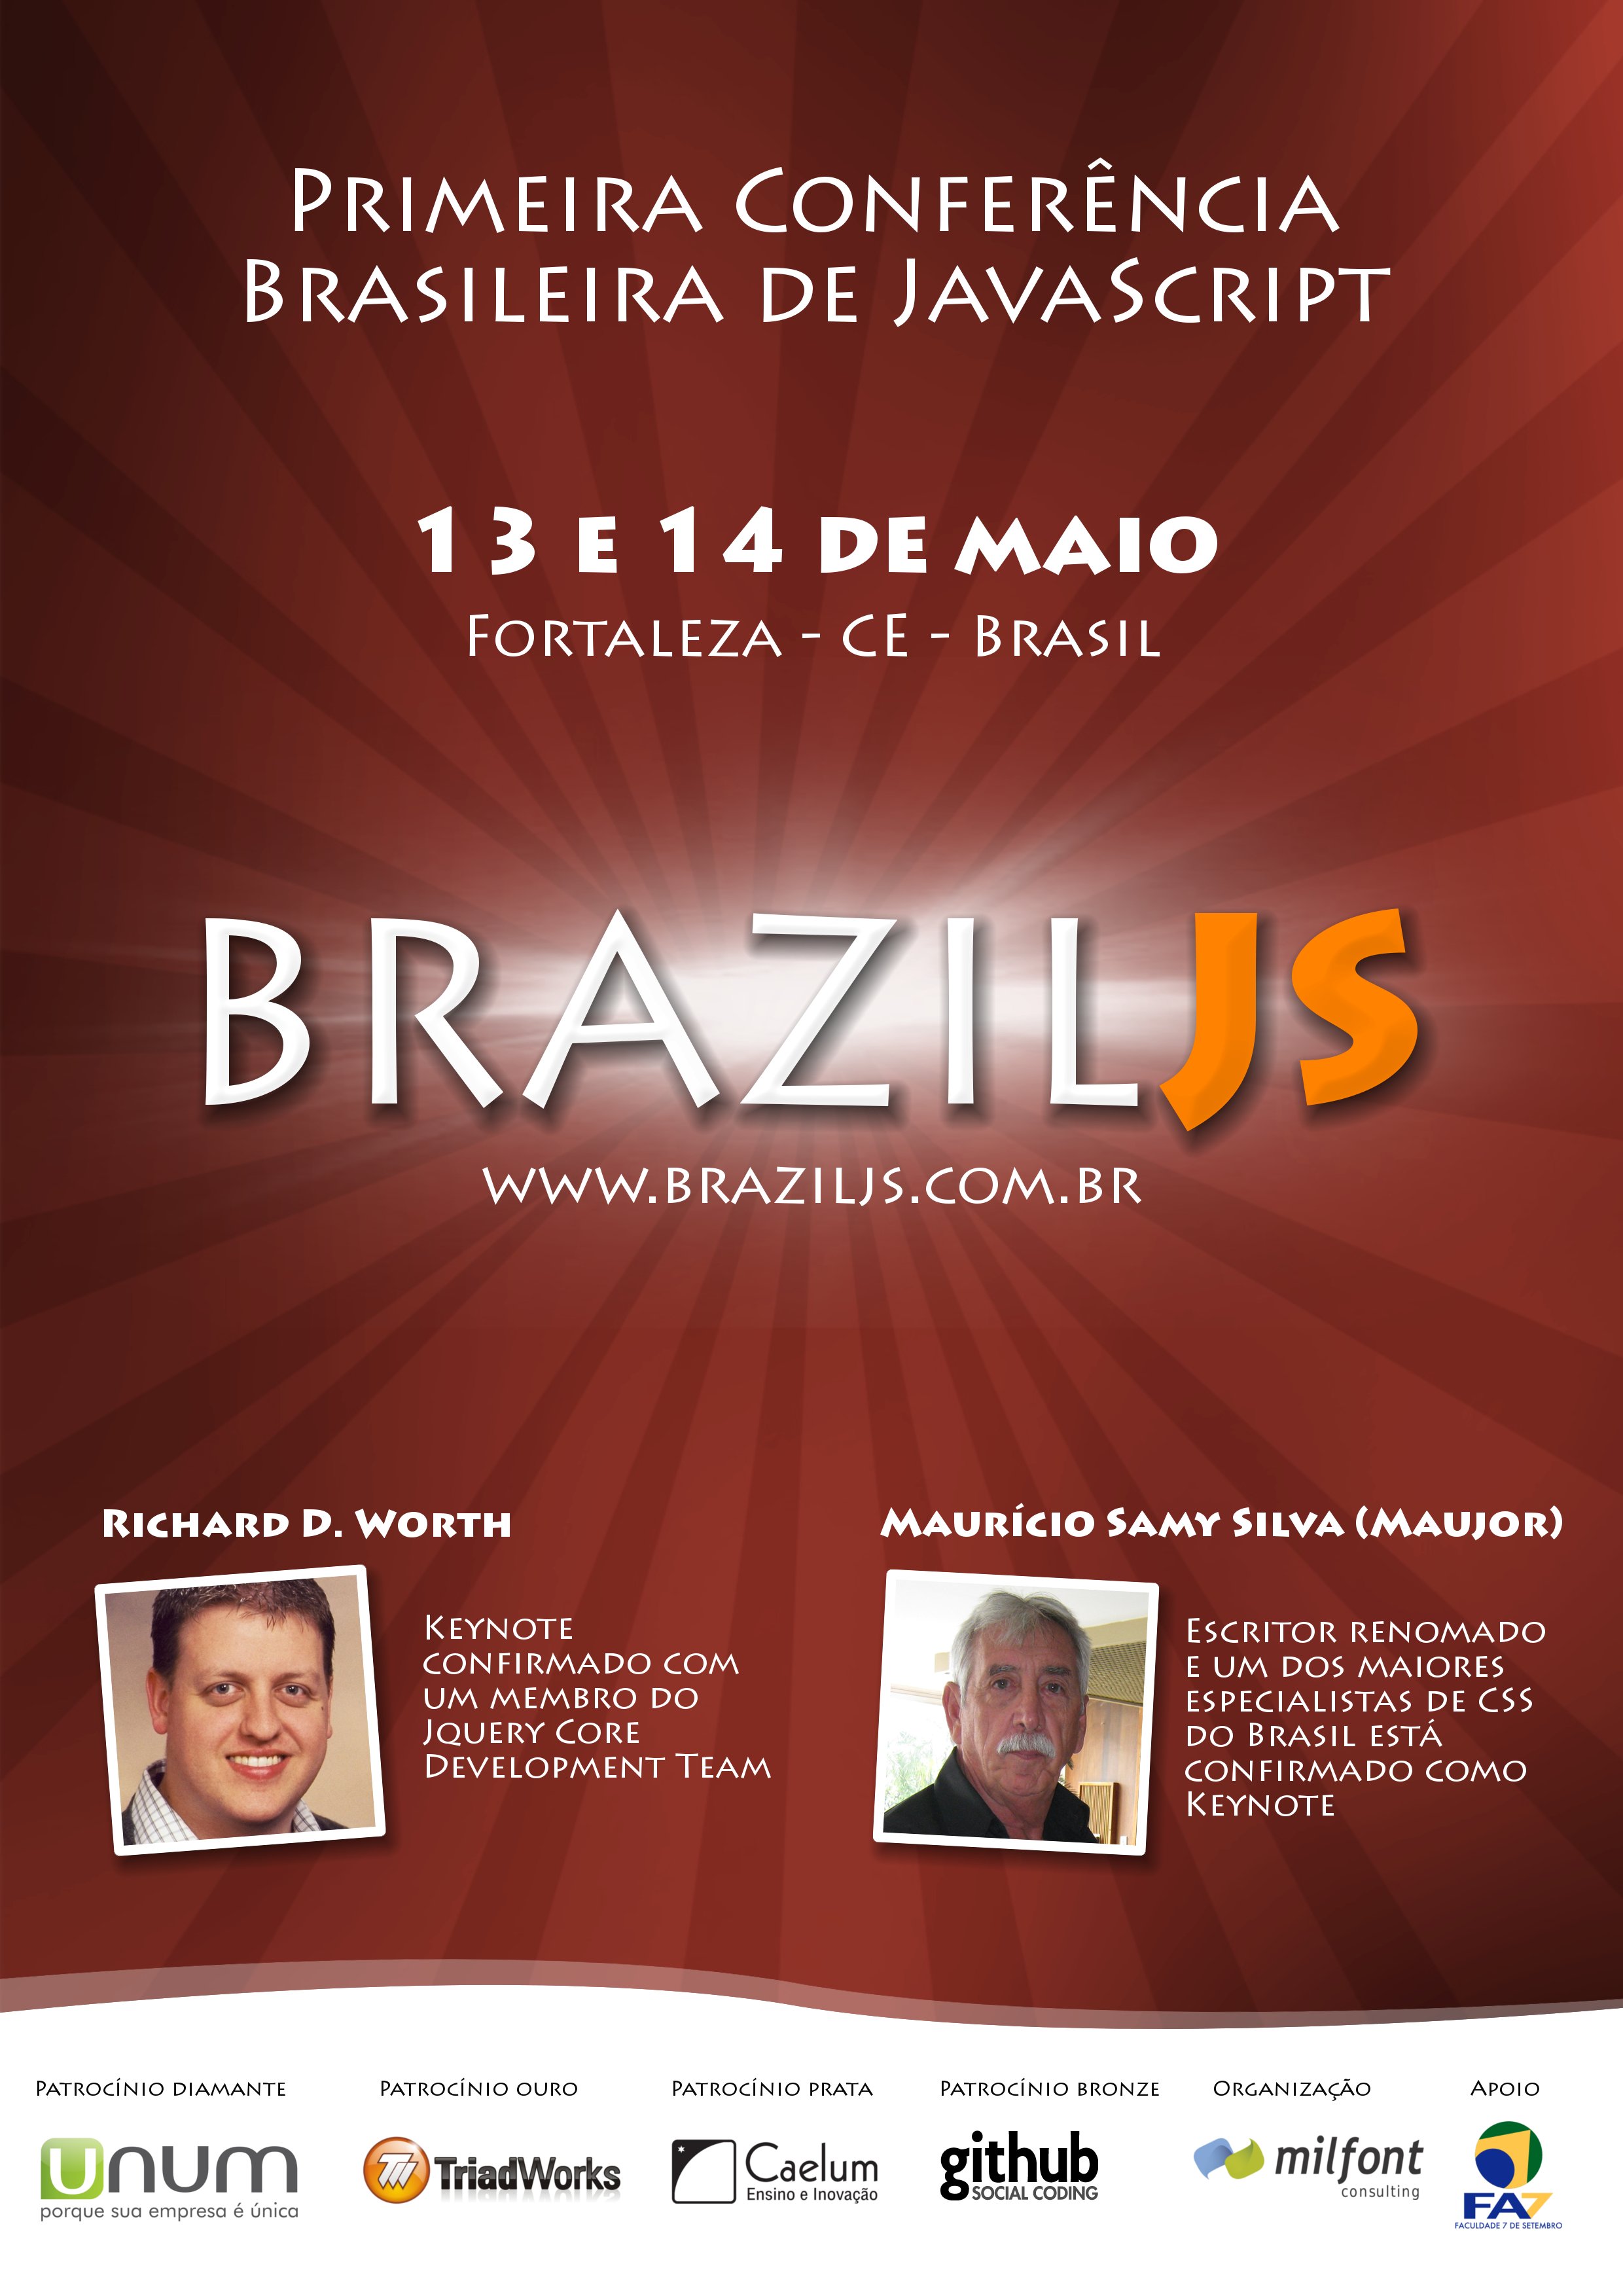 Primeira Conferência
Brasileira de JavaScript
13 e 14 de maio
Fortaleza - CE - Brasil
BRAZILJS
www.braziljs.com.br
Richard D. Worth
Keynote
confirmado com
um membro do
Jquery Core
Development Team
Maurício Samy Silva (Maujor)
Escritor renomado
e um dos maiores
especialistas de CSS
do Brasil está
confirmado como
Keynote
Patrocínio diamante
unum
porque sua empresa é única
Patrocínio ouro
TW TriadWorks
Patrocínio prata
Caelum
Ensino e Inovação
Patrocínio bronze
github
SOCIAL CODING
Organização
milfont
consulting
Apoio
FA7
FACULDADE 7 DE SETEMBRO